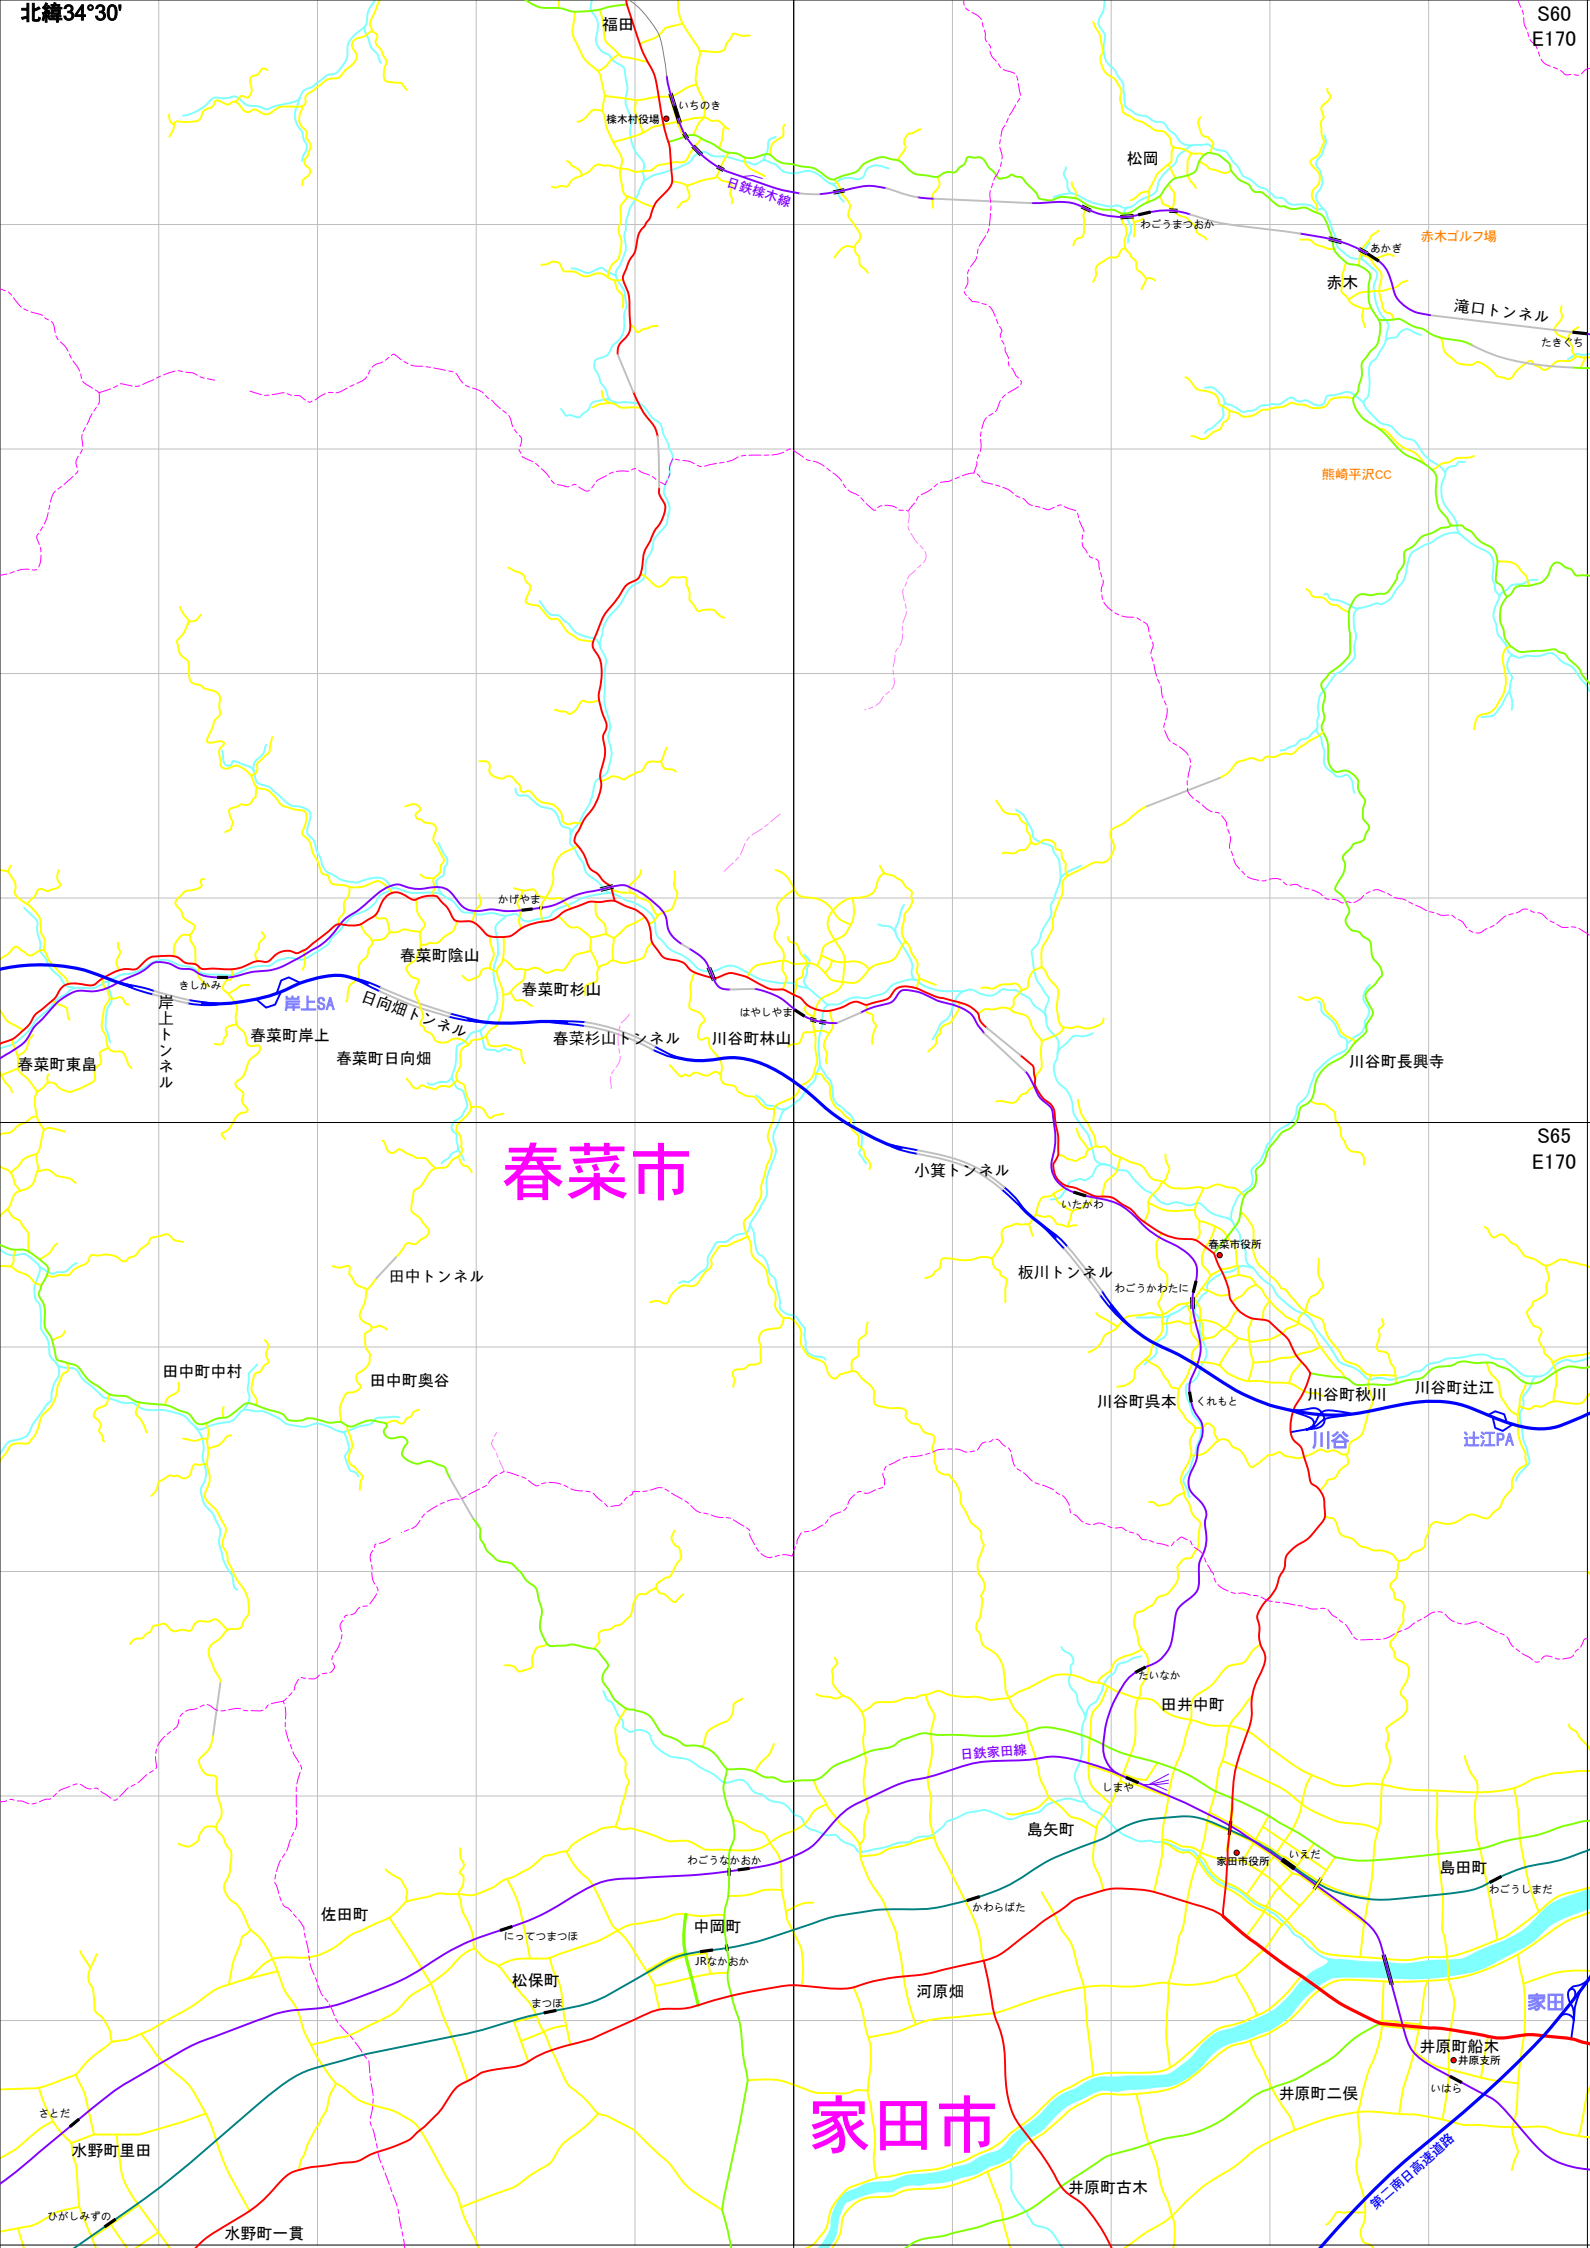 北緯34°30'
S60
E170
福田
いちのき
橡木村役場
日鉄橡木線
松岡
わごうまつおか
赤木ゴルフ場
あかぎ
赤木
滝口トンネル
たきぐち
熊崎平沢CC
かげやま
春菜町陰山
きしかみ
岸上SA
岸上トンネル
日向畑トンネル
春菜町杉山
春菜町岸上
春菜町日向畑
春菜杉山トンネル
はやしやま
川谷町林山
春菜町東畠
川谷町長興寺
S65
E170
春菜市
小箕トンネル
いたかわ
春菜市役所
田中トンネル
板川トンネル
わごうかわたに
田中町中村
田中町奥谷
川谷町呉本
くれもと
川谷町秋川
川谷町辻江
川谷
辻江PA
たいなか
田井中町
日鉄家田線
しまや
島矢町
わごうなかおか
家田市役所
いえだ
島田町
わごうしまだ
佐田町
にってつまつほ
中岡町
JRなかおか
かわらばた
松保町
まつほ
河原畑
家田
井原町船木
井原支所
いはら
井原町二俣
さとだ
水野町里田
家田市
第二南日高速道路
井原町古木
ひがしみずの
水野町一貫